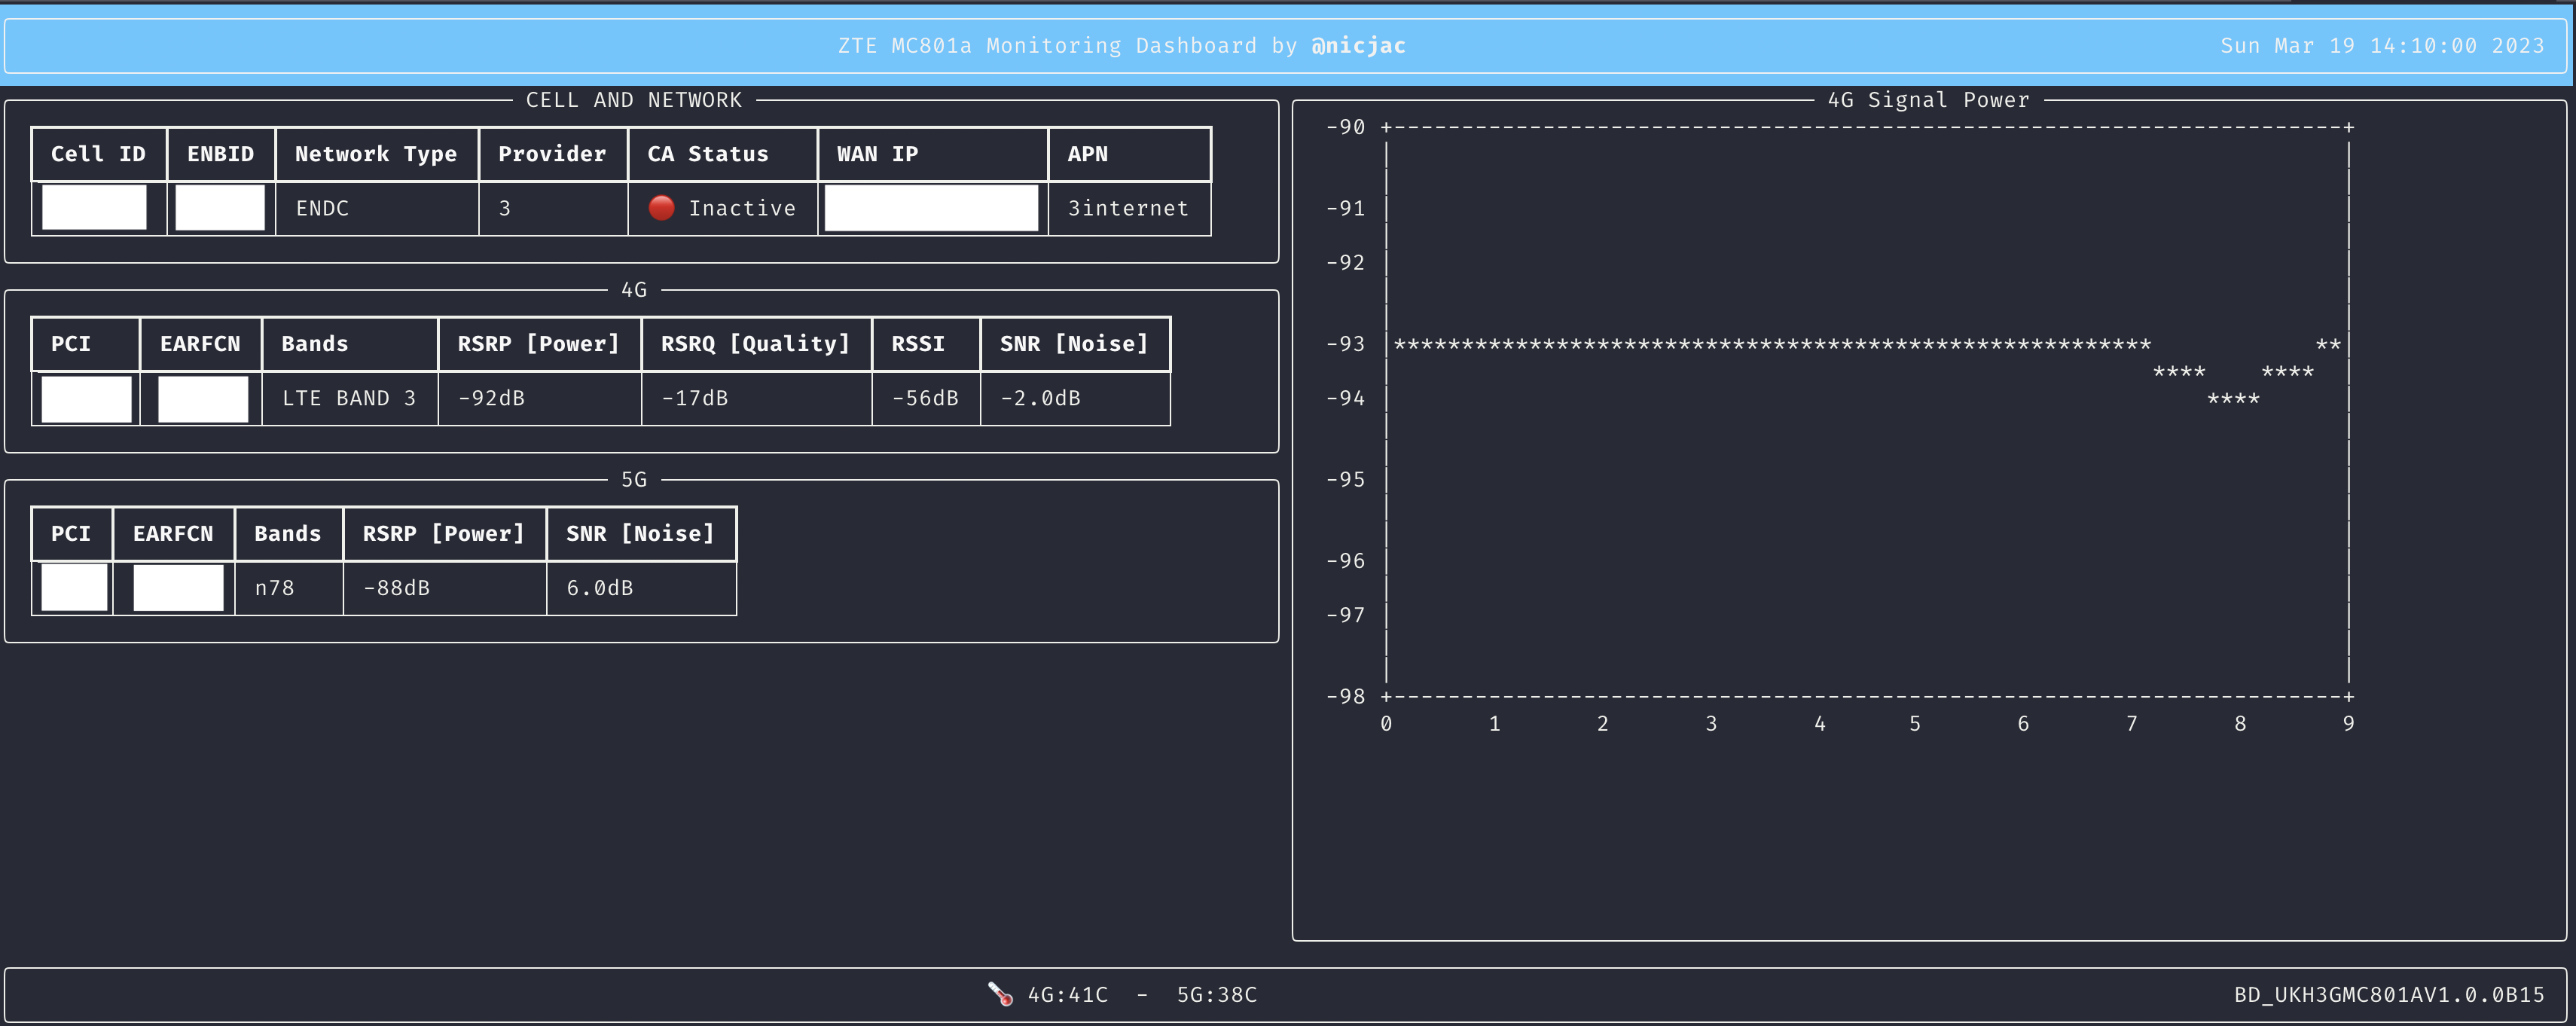 ZTE MC801a Monitoring Dashboard by @nicjac Sun Mar 19 14:10:00 2023
CELL AND NETWORK
Cell ID ENBID Network Type Provider CA Status WAN IP APN
ENDC 3 Inactive 3internet
4G
PCI EARFCN Bands RSRP [Power] RSRQ [Quality] RSSI SNR [Noise]
LTE BAND 3 -92dB -17dB -56dB -2.0dB
5G
PCI EARFCN Bands RSRP [Power] SNR [Noise]
n78 -88dB 6.0dB
4G Signal Power
-90
-91
-92
-93
-94
-95
-96
-97
-98
0 1 2 3 4 5 6 7 8 9
4G:41C - 5G:38C
BD_UKH3GMC801AV1.0.0B15